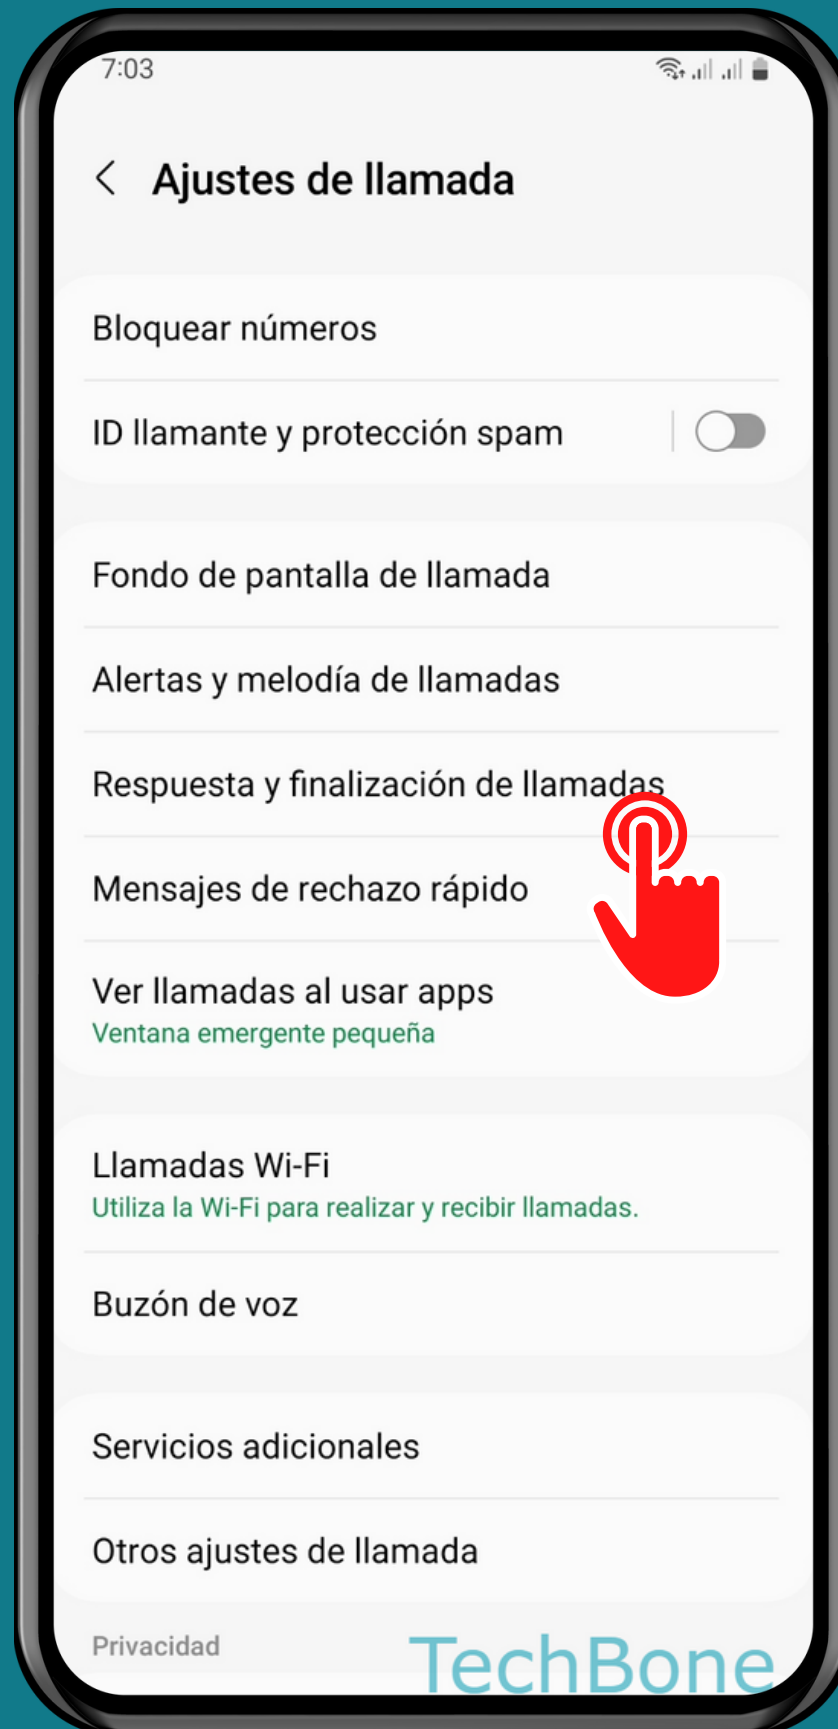 7:03
Ajustes de llamada
Bloquear números
ID llamante y protección spam
Fondo de pantalla de llamada
Alertas y melodía de llamadas
Respuesta y finalización de llamadas
Mensajes de rechazo rápido
Ver llamadas al usar apps
Ventana emergente pequeña
Llamadas Wi-Fi
Utiliza la Wi-Fi para realizar y recibir llamadas.
Buzón de voz
Servicios adicionales
Otros ajustes de llamada
Privacidad
TechBone